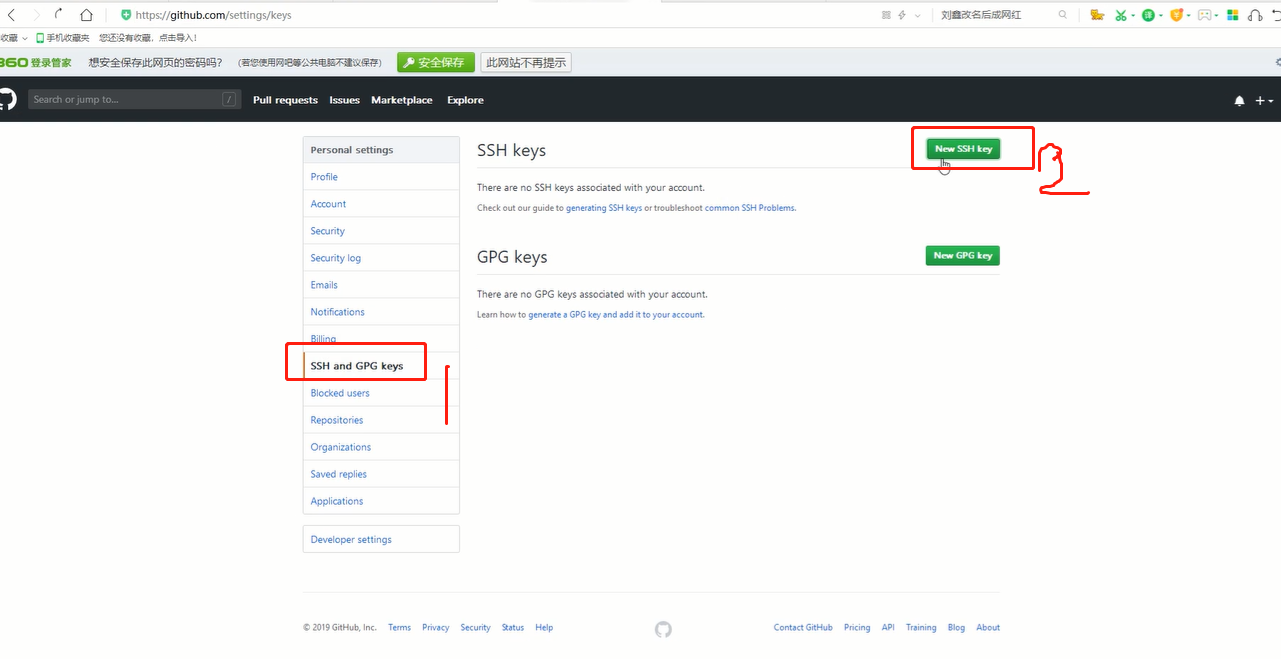 https://github.com/settings/keys 刘鑫改名后成网红
收藏 手机收藏夹 您还没有收藏，点击导入！
360 登录管家 想安全保存此网页的密码吗？ (若您使用网吧等公共电脑不建议保存) 安全保存 此网站不再提示
Search or jump to... / Pull requests Issues Marketplace Explore
Personal settings
Profile
Account
Security
Security log
Emails
Notifications
Billing
SSH and GPG keys
Blocked users
Repositories
Organizations
Saved replies
Applications
Developer settings
1
SSH keys New SSH key
2
There are no SSH keys associated with your account.
Check out our guide to generating SSH keys or troubleshoot common SSH Problems.
GPG keys New GPG key
There are no GPG keys associated with your account.
Learn how to generate a GPG key and add it to your account.
© 2019 GitHub, Inc. Terms Privacy Security Status Help Contact GitHub Pricing API Training Blog About